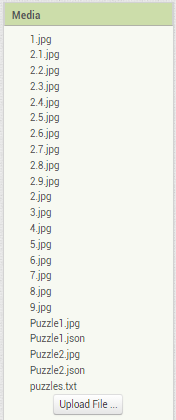 Media
1.jpg
2.1.jpg
2.2.jpg
2.3.jpg
2.4.jpg
2.5.jpg
2.6.jpg
2.7.jpg
2.8.jpg
2.9.jpg
2.jpg
3.jpg
4.jpg
5.jpg
6.jpg
7.jpg
8.jpg
9.jpg
Puzzle1.jpg
Puzzle1.json
Puzzle2.jpg
Puzzle2.json
puzzles.txt
Upload File ...